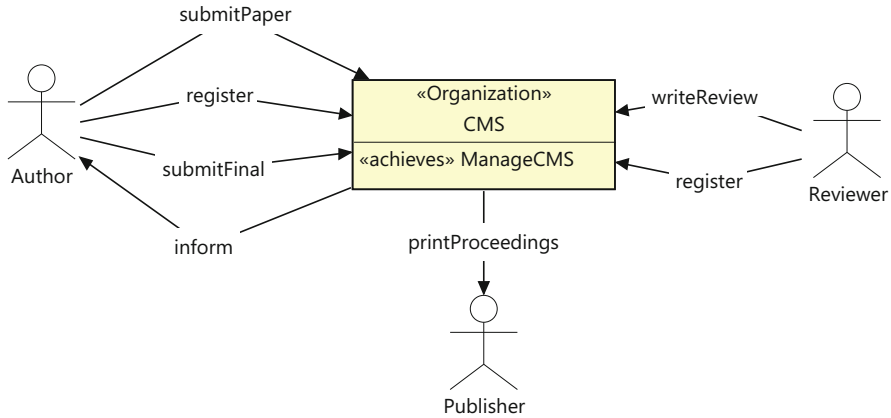 submitPaper
register
submitFinal
inform
Author
«Organization»
CMS
«achieves» ManageCMS
writeReview
register
Reviewer
printProceedings
Publisher